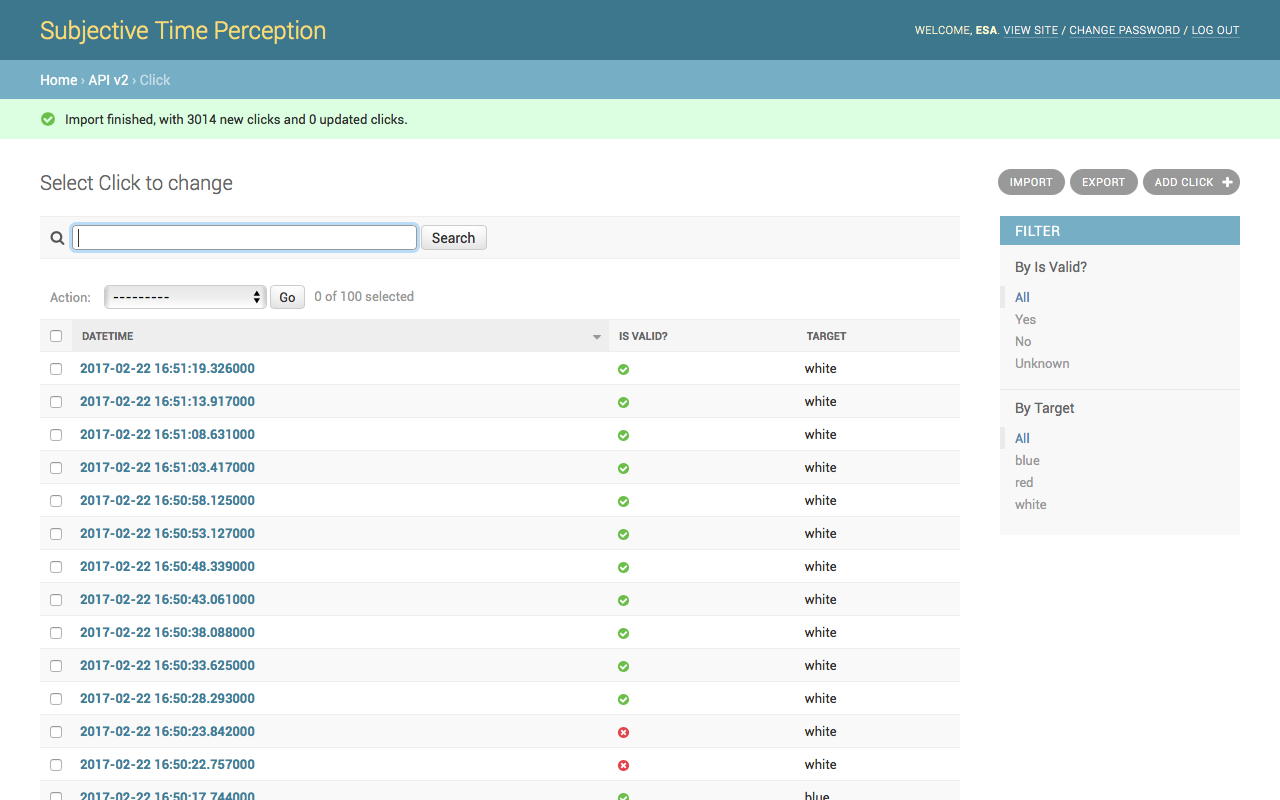 Subjective Time Perception
WELCOME, ESA. VIEW SITE / CHANGE PASSWORD / LOG OUT
Home › API v2 › Click
Import finished, with 3014 new clicks and 0 updated clicks.
Select Click to change
IMPORT EXPORT ADD CLICK +
Search
Action: --------- Go 0 of 100 selected
DATETIME IS VALID? TARGET
2017-02-22 16:51:19.326000 white
2017-02-22 16:51:13.917000 white
2017-02-22 16:51:08.631000 white
2017-02-22 16:51:03.417000 white
2017-02-22 16:50:58.125000 white
2017-02-22 16:50:53.127000 white
2017-02-22 16:50:48.339000 white
2017-02-22 16:50:43.061000 white
2017-02-22 16:50:38.088000 white
2017-02-22 16:50:33.625000 white
2017-02-22 16:50:28.293000 white
2017-02-22 16:50:23.842000 white
2017-02-22 16:50:22.757000 white
2017-02-22 16:50:17.744000 blue
FILTER
By Is Valid?
All
Yes
No
Unknown
By Target
All
blue
red
white